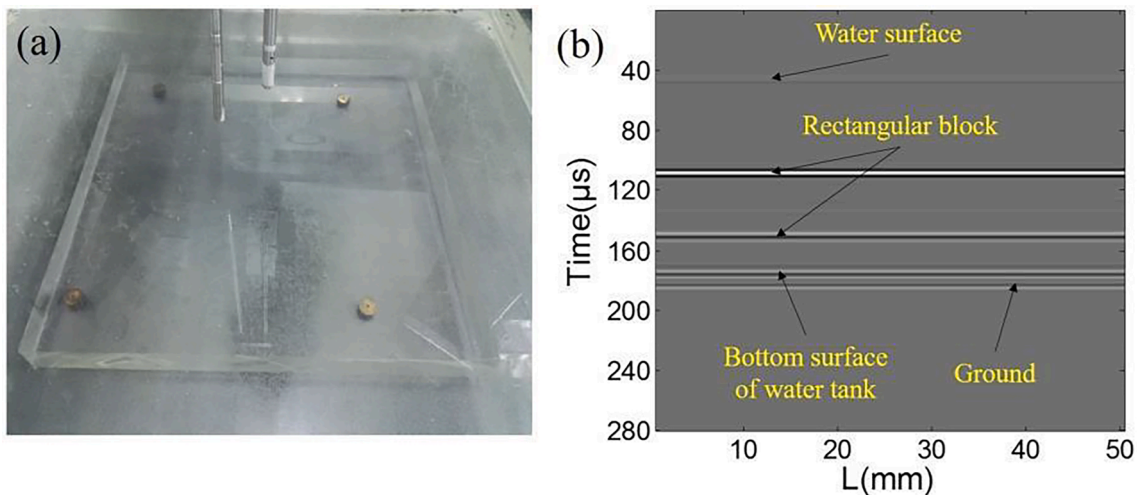 (a)
(b)
Water surface
Rectangular block
Bottom surface
of water tank
Ground
Time(μs)
40
80
120
160
200
240
280
10
20
30
40
50
L(mm)